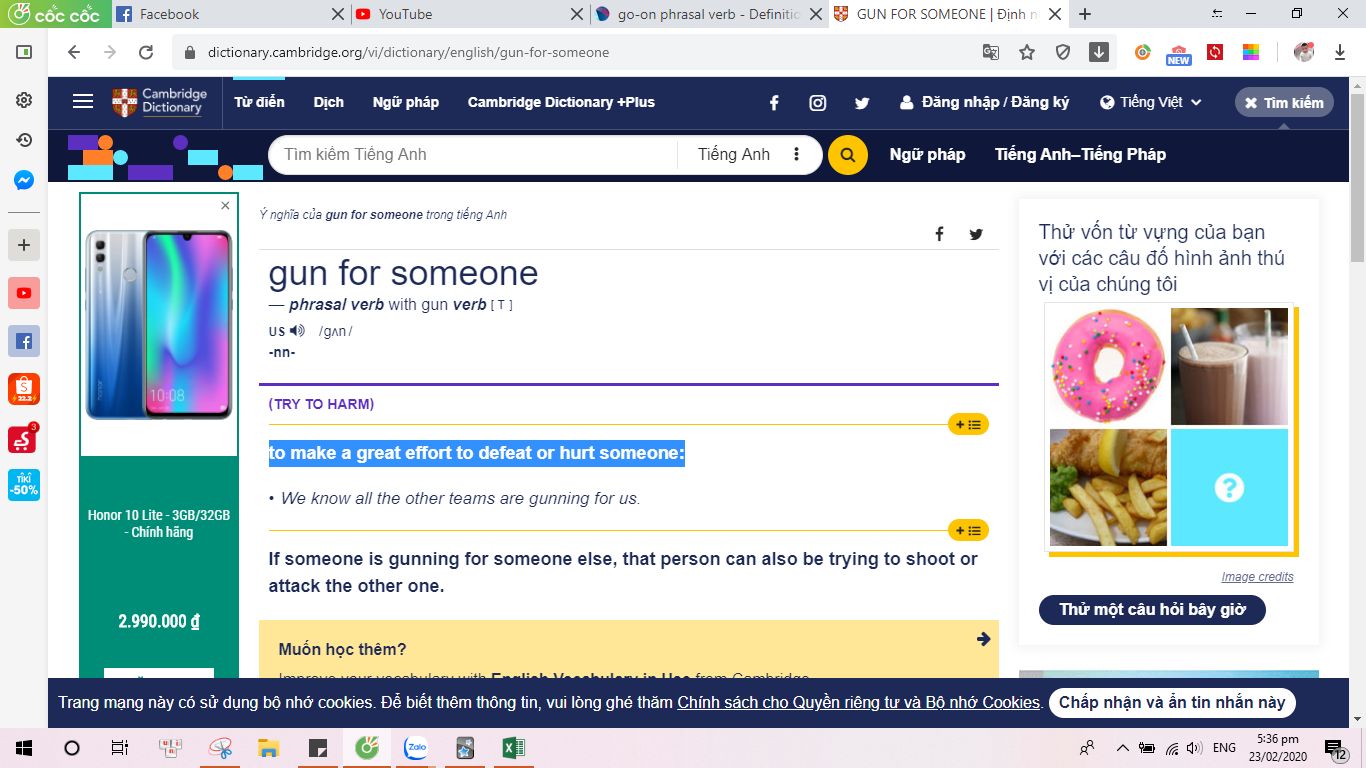 cốc cốc
Facebook
YouTube
go-on phrasal verb - Definitio
GUN FOR SOMEONE | Định n
dictionary.cambridge.org/vi/dictionary/english/gun-for-someone
NEW
Cambridge
Dictionary
Từ điển
Dịch
Ngữ pháp
Cambridge Dictionary +Plus
Đăng nhập / Đăng ký
Tiếng Việt
Tìm kiếm
Tìm kiếm Tiếng Anh
Tiếng Anh
Ngữ pháp
Tiếng Anh–Tiếng Pháp
Ý nghĩa của gun for someone trong tiếng Anh
gun for someone
— phrasal verb with gun verb [ T ]
US /ɡʌn/
-nn-
(TRY TO HARM)
to make a great effort to defeat or hurt someone:
• We know all the other teams are gunning for us.
If someone is gunning for someone else, that person can also be trying to shoot or
attack the other one.
Muốn học thêm?
Improve your vocabulary with English Vocabulary in Use from Cambridge
10:08
Honor 10 Lite - 3GB/32GB
- Chính hãng
2.990.000 ₫
Thử vốn từ vựng của bạn
với các câu đố hình ảnh thú
vị của chúng tôi
?
Image credits
Thử một câu hỏi bây giờ
22.2
3
TIKI
-50%
Trang mạng này có sử dụng bộ nhớ cookies. Để biết thêm thông tin, vui lòng ghé thăm Chính sách cho Quyền riêng tư và Bộ nhớ Cookies.
Chấp nhận và ẩn tin nhắn này
Zalo
ENG
5:36 pm
23/02/2020
12